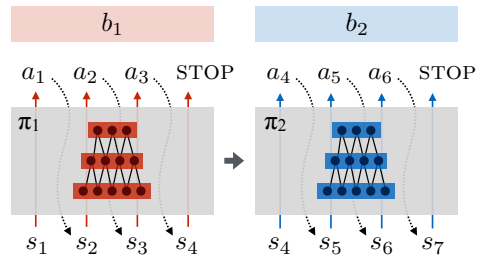 b₁ b₂
a₁ a₂ a₃ STOP a₄ a₅ a₆ STOP
π₁ π₂
s₁ s₂ s₃ s₄ s₄ s₅ s₆ s₇